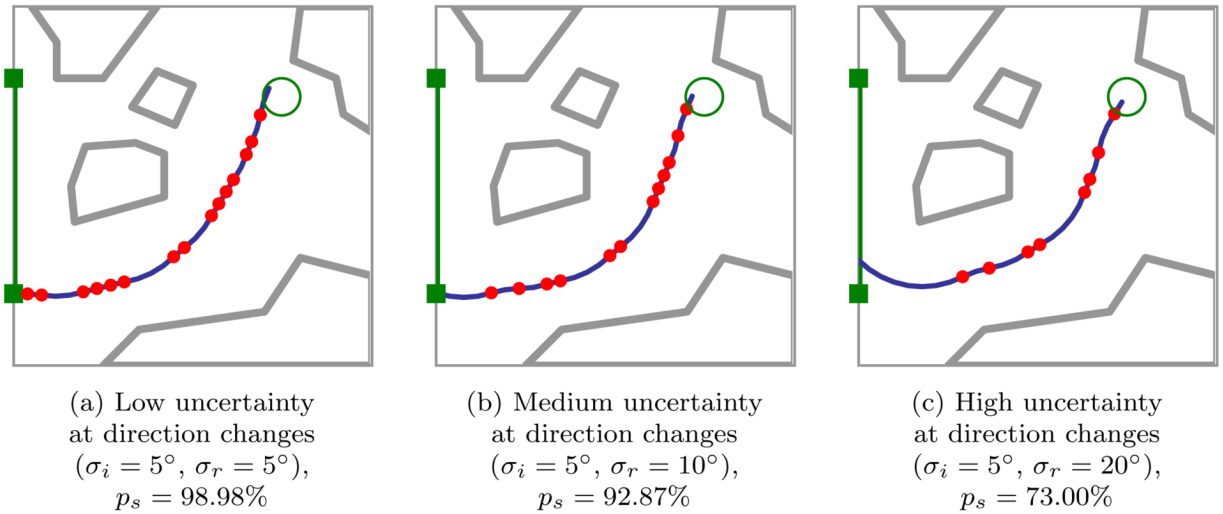 (a) Low uncertainty
at direction changes
(σᵢ = 5°, σᵣ = 5°),
pₛ = 98.98%
(b) Medium uncertainty
at direction changes
(σᵢ = 5°, σᵣ = 10°),
pₛ = 92.87%
(c) High uncertainty
at direction changes
(σᵢ = 5°, σᵣ = 20°),
pₛ = 73.00%